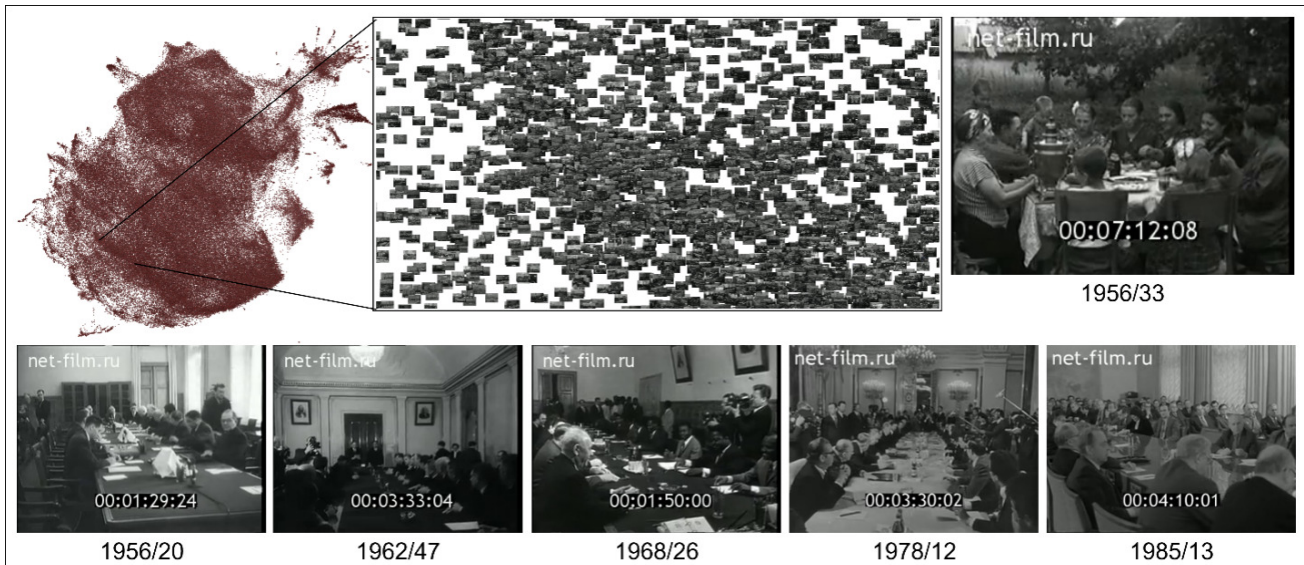 net-film.ru
00:07:12:08
1956/33
net-film.ru
00:01:29:24
1956/20
net-film.ru
00:03:33:04
1962/47
net-film.ru
00:01:50:00
1968/26
net-film.ru
00:03:30:02
1978/12
net-film.ru
00:04:10:01
1985/13